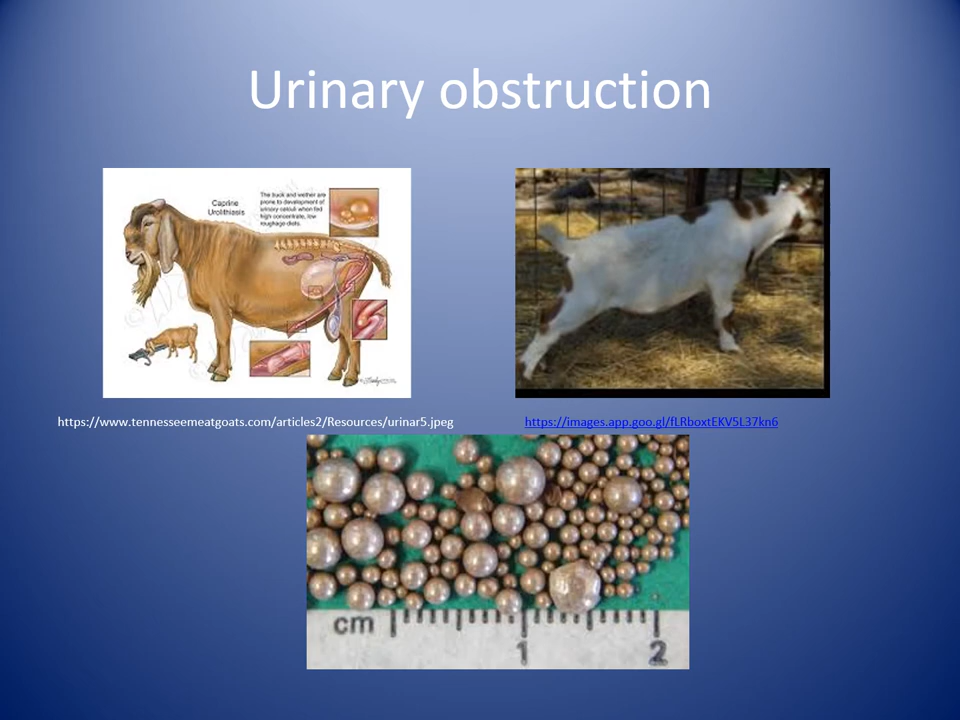 Urinary obstruction
Caprine
Urolithiasis
The buck and wether are
prone to development of
urinary calculi when fed
high concentrate, low
roughage diets.
https://www.tennesseemeatgoats.com/articles2/Resources/urinar5.jpeg
https://images.app.goo.gl/fLRboxtEKV5L37kn6
cm
1
2